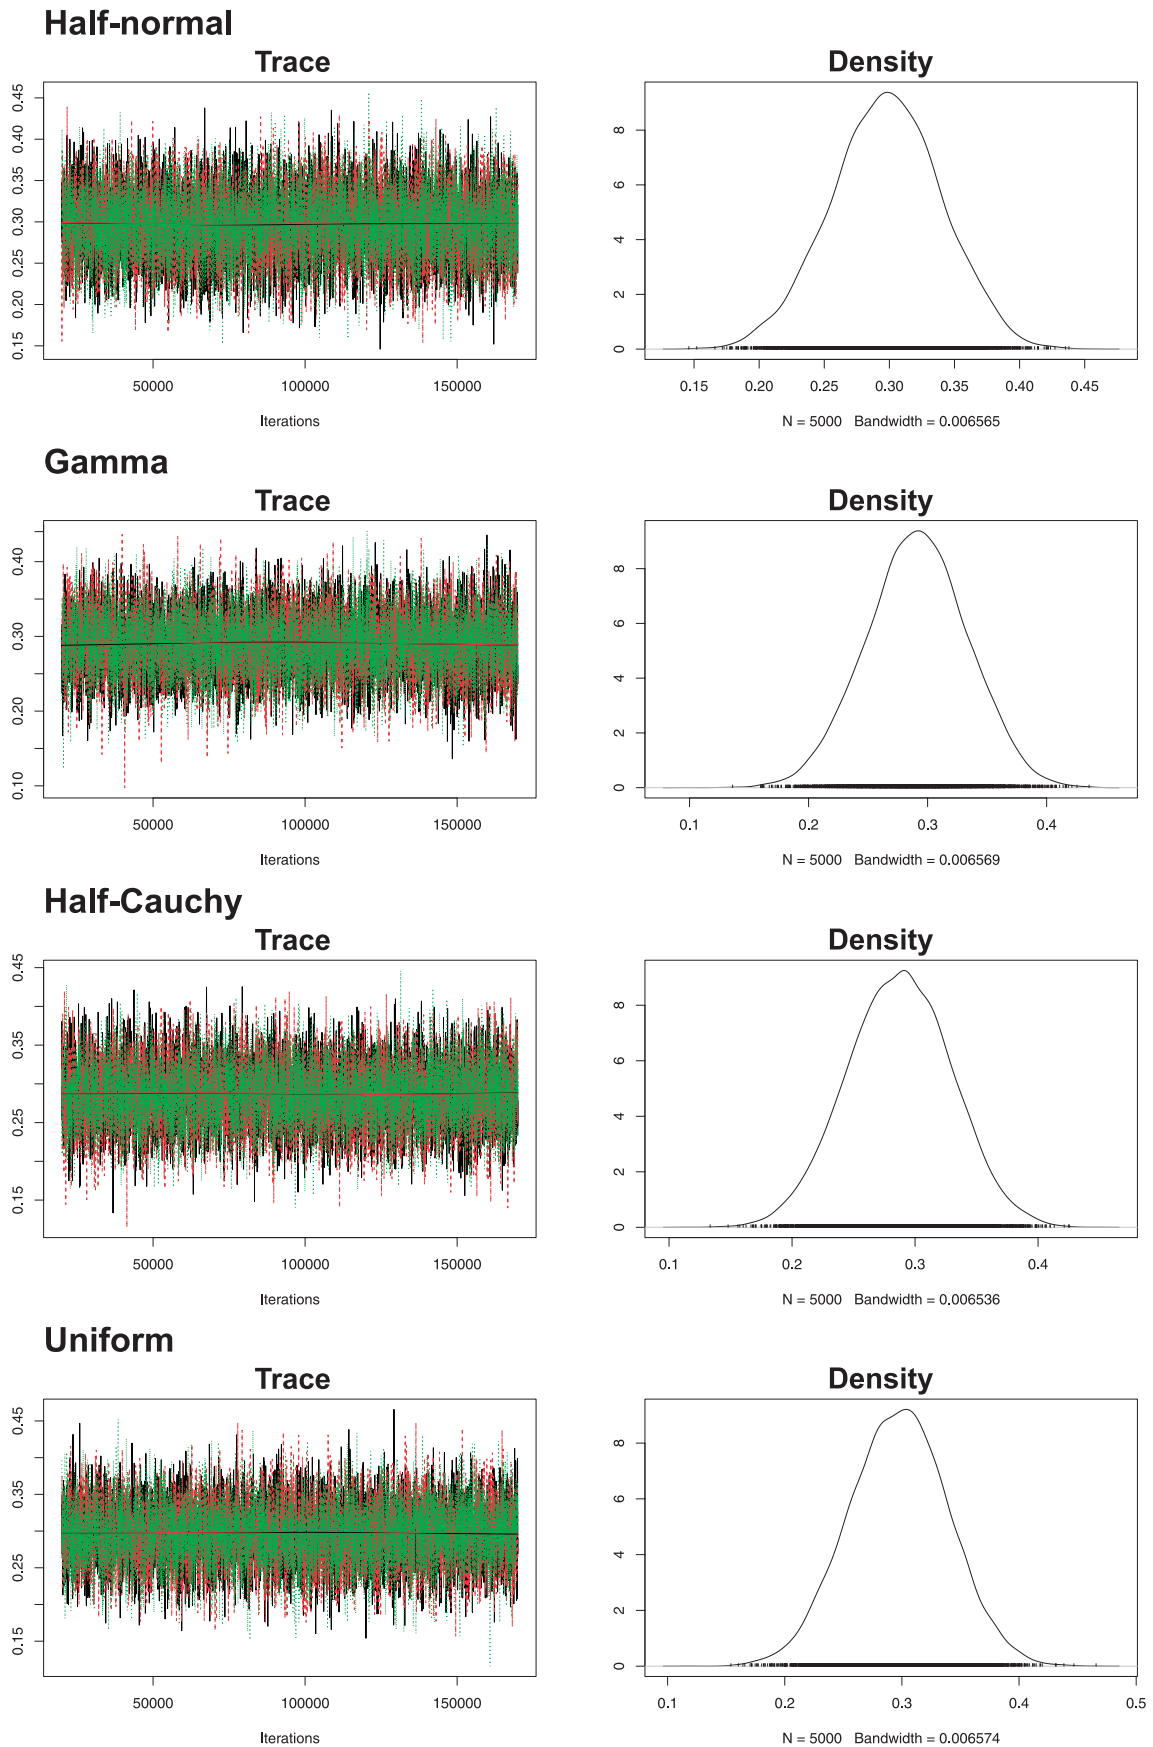 Half-normal
Trace
Density
0.45
0.40
0.35
0.30
0.25
0.20
0.15
50000 100000 150000
Iterations
8
6
4
2
0
0.15 0.20 0.25 0.30 0.35 0.40 0.45
N = 5000 Bandwidth = 0.006565
Gamma
Trace
Density
0.40
0.30
0.20
0.10
50000 100000 150000
Iterations
8
6
4
2
0
0.1 0.2 0.3 0.4
N = 5000 Bandwidth = 0.006569
Half-Cauchy
Trace
Density
0.45
0.35
0.25
0.15
50000 100000 150000
Iterations
8
6
4
2
0
0.1 0.2 0.3 0.4
N = 5000 Bandwidth = 0.006536
Uniform
Trace
Density
0.45
0.35
0.25
0.15
50000 100000 150000
Iterations
8
6
4
2
0
0.1 0.2 0.3 0.4 0.5
N = 5000 Bandwidth = 0.006574